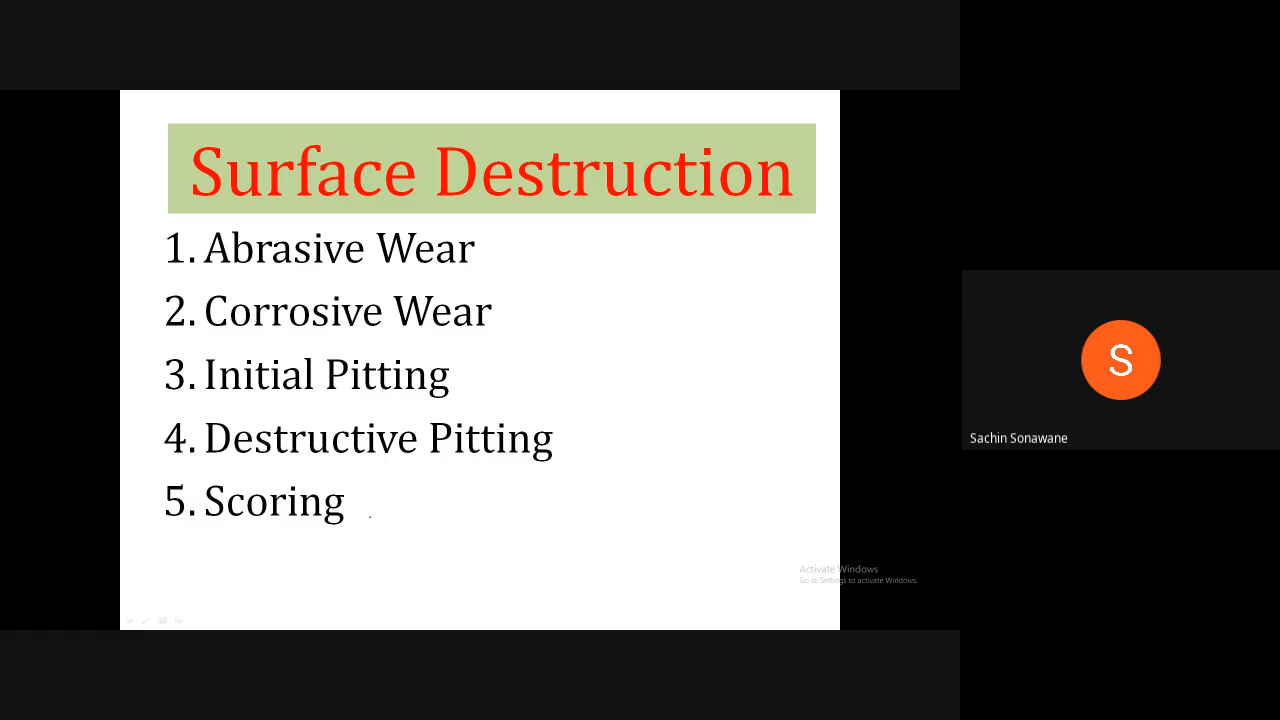 Surface Destruction
1. Abrasive Wear
2. Corrosive Wear
3. Initial Pitting
4. Destructive Pitting
5. Scoring
Activate Windows
Go to Settings to activate Windows.
S
Sachin Sonawane